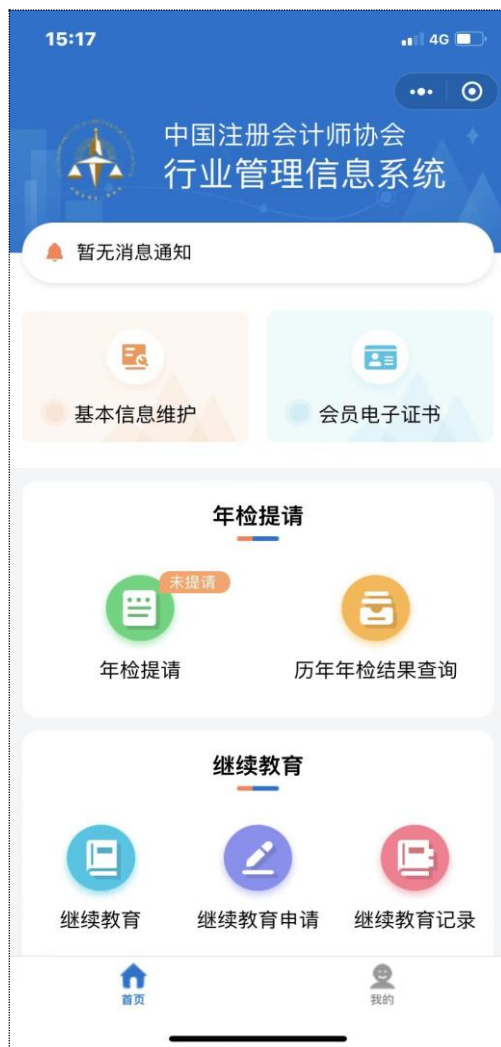 15:17
4G
中国注册会计师协会
行业管理信息系统
暂无消息通知
基本信息维护
会员电子证书
年检提请
未提请
年检提请
历年年检结果查询
继续教育
继续教育
继续教育申请
继续教育记录
首页
我的